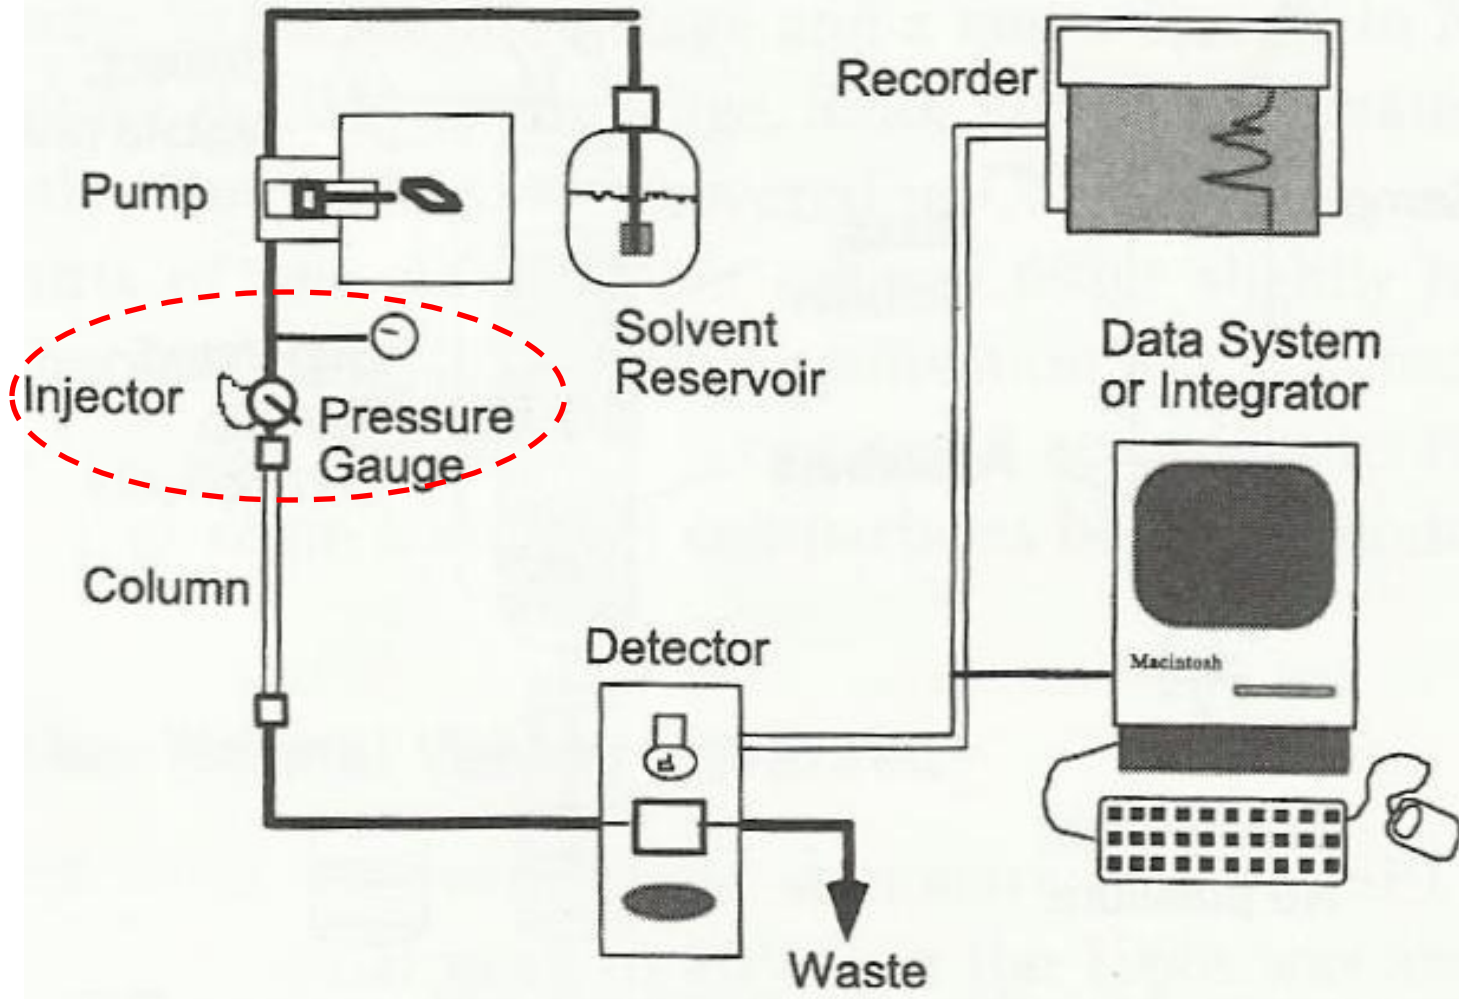 Recorder
Pump
Solvent
Reservoir
Data System
or Integrator
Injector
Pressure
Gauge
Column
Detector
Macintosh
Waste